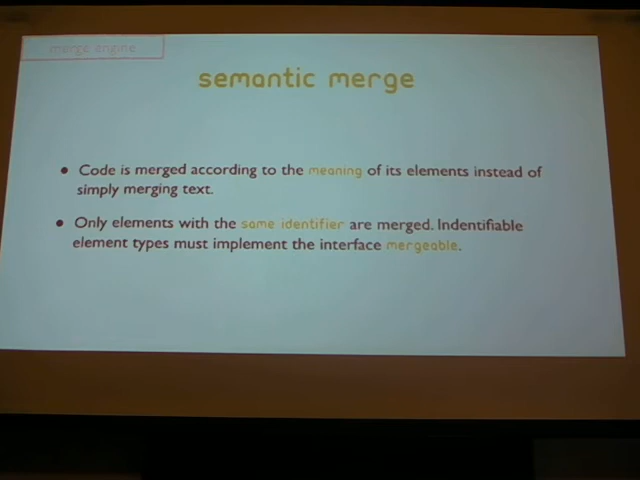 merge engine
semantic merge
• Code is merged according to the meaning of its elements instead of
simply merging text.
• Only elements with the same identifier are merged. Indentifiable
element types must implement the interface mergeable.